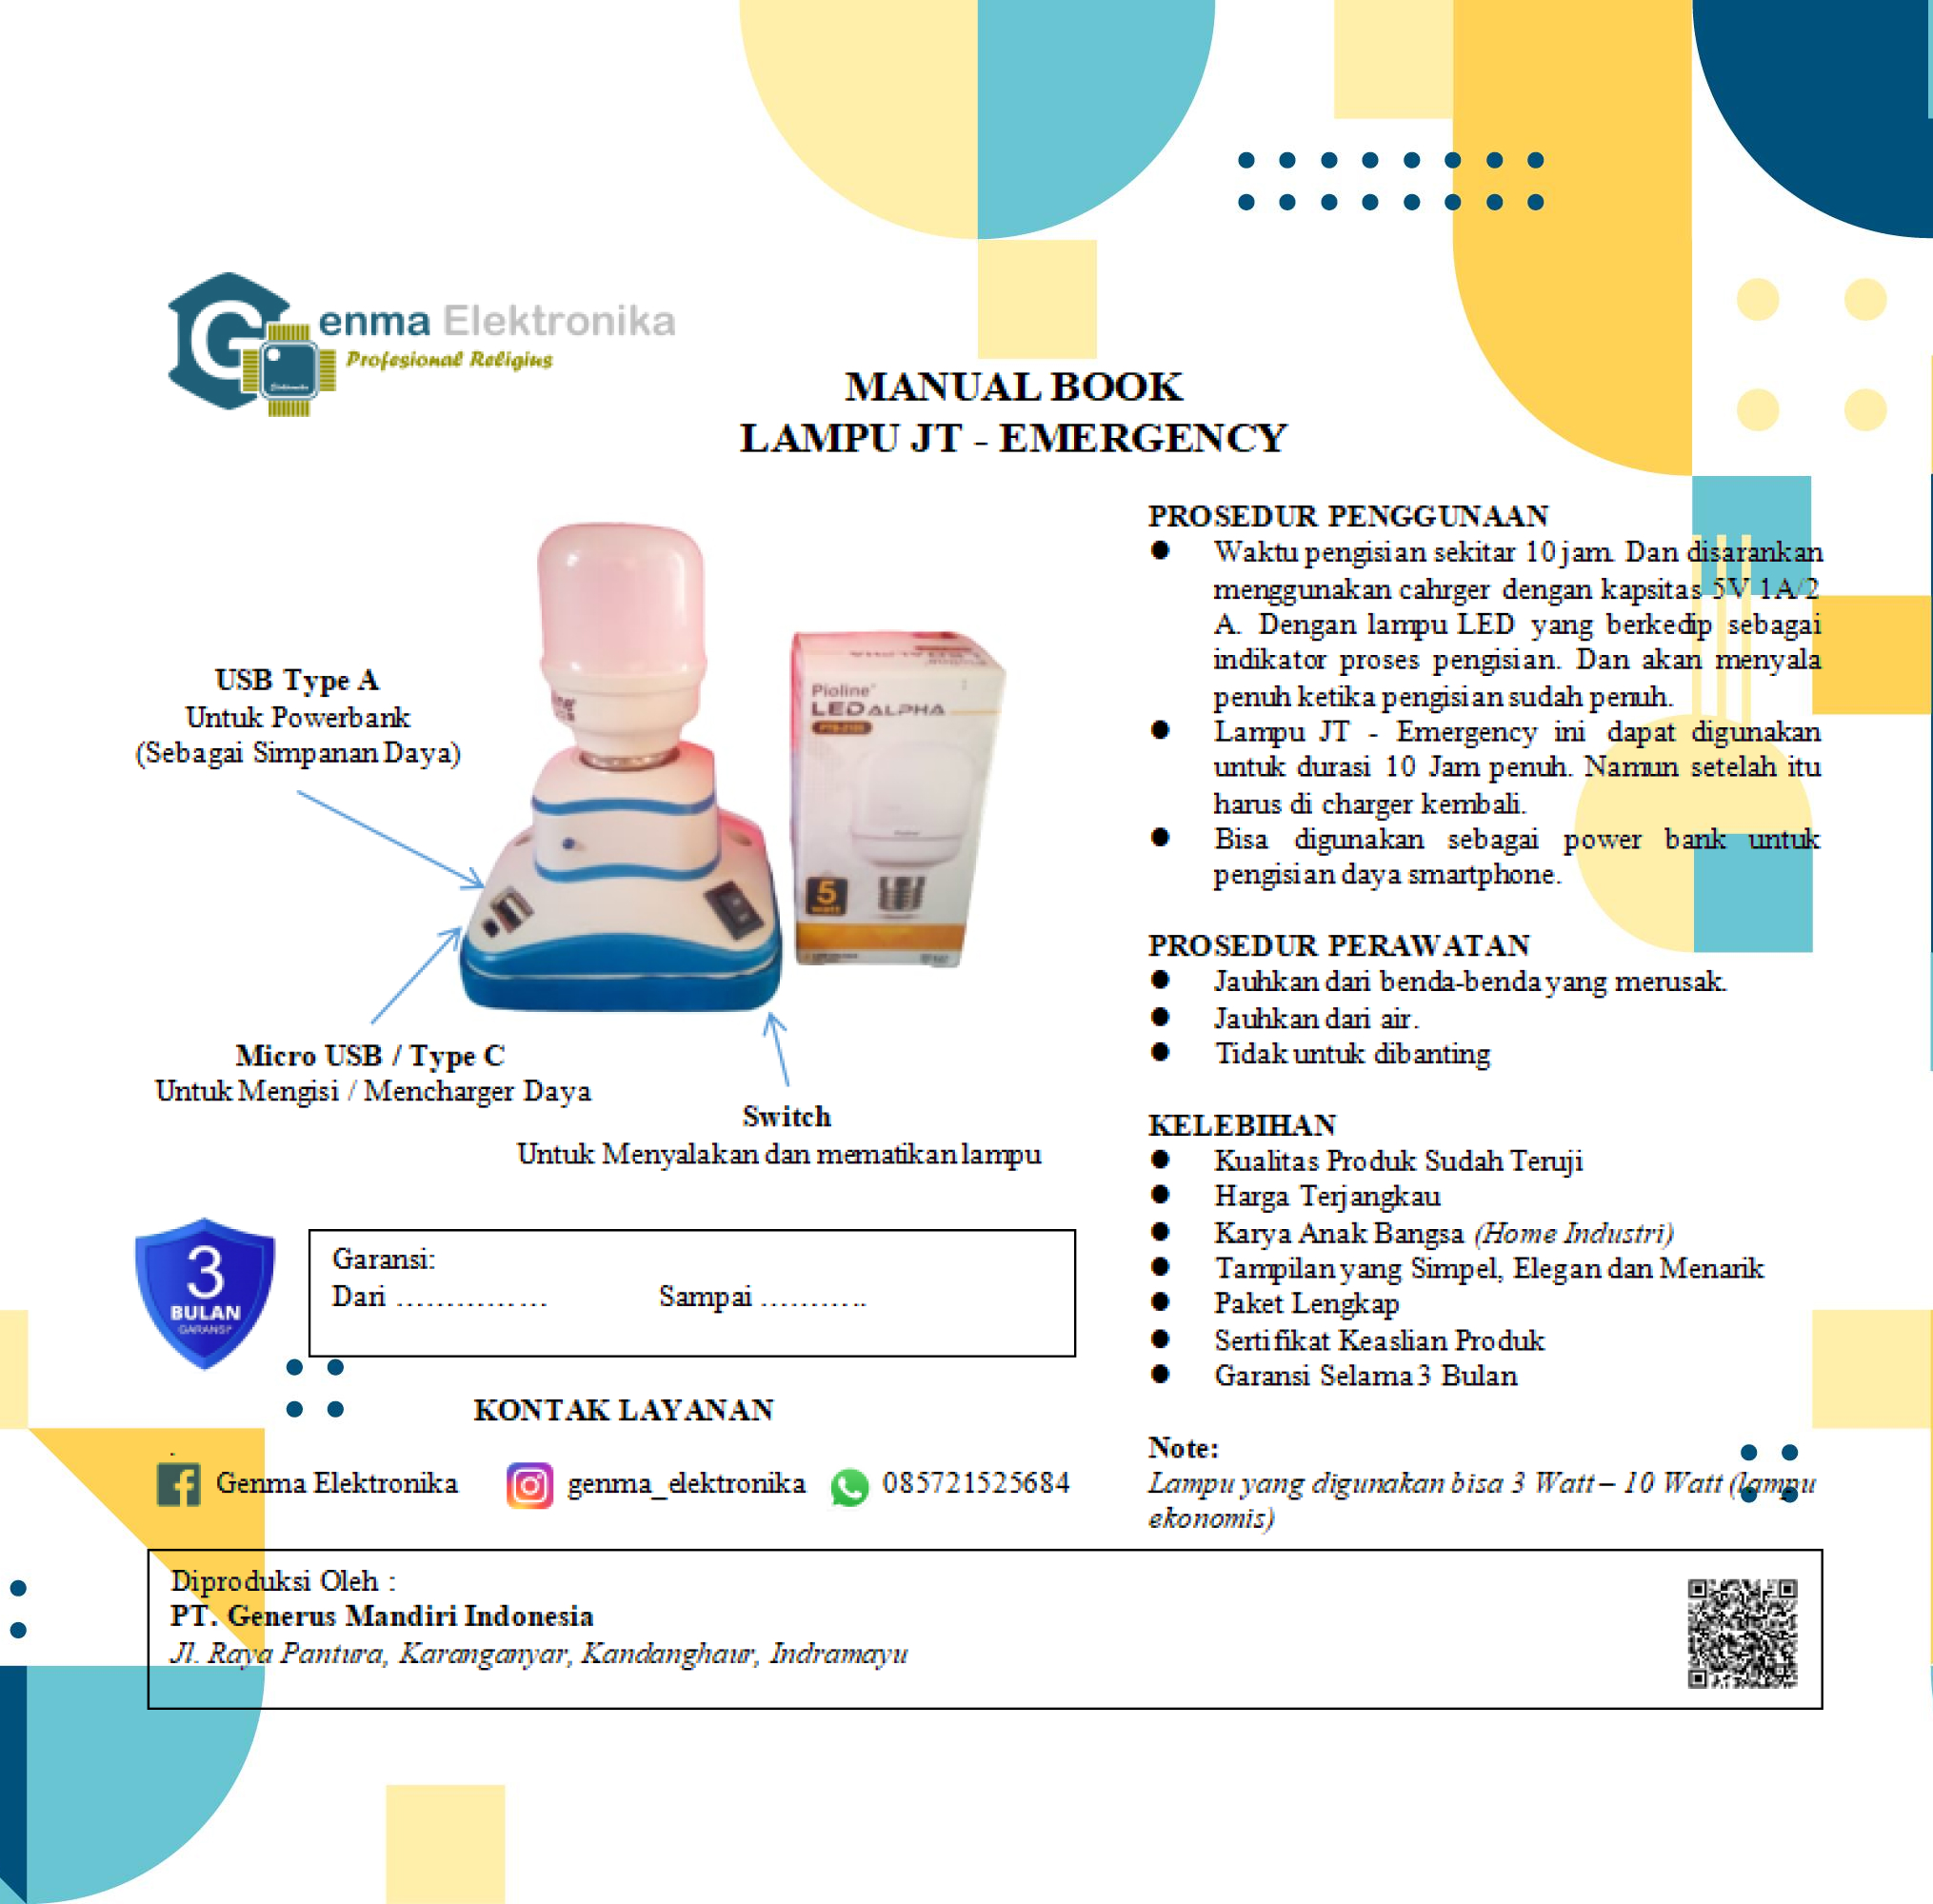 Genma Elektronika
Profesional Religius
MANUAL BOOK
LAMPU JT - EMERGENCY
USB Type A
Untuk Powerbank
(Sebagai Simpanan Daya)
Pioline
LED ALPHA
Pioline
5
watt
Micro USB / Type C
Untuk Mengisi / Mencharger Daya
Switch
Untuk Menyalakan dan mematikan lampu
3
BULAN
GARANSI*
Garansi:
Dari ...............
Sampai ...........
KONTAK LAYANAN
Genma Elektronika
genma_elektronika
085721525684
PROSEDUR PENGGUNAAN
● Waktu pengisian sekitar 10 jam. Dan disarankan
menggunakan cahrger dengan kapsitas 5V 1A/2
A. Dengan lampu LED yang berkedip sebagai
indikator proses pengisian. Dan akan menyala
penuh ketika pengisian sudah penuh.
● Lampu JT - Emergency ini dapat digunakan
untuk durasi 10 Jam penuh. Namun setelah itu
harus di charger kembali.
● Bisa digunakan sebagai power bank untuk
pengisian daya smartphone.
PROSEDUR PERAWATAN
● Jauhkan dari benda-benda yang merusak.
● Jauhkan dari air.
● Tidak untuk dibanting
KELEBIHAN
● Kualitas Produk Sudah Teruji
● Harga Terjangkau
● Karya Anak Bangsa (Home Industri)
● Tampilan yang Simpel, Elegan dan Menarik
● Paket Lengkap
● Sertifikat Keaslian Produk
● Garansi Selama 3 Bulan
Note:
Lampu yang digunakan bisa 3 Watt – 10 Watt (lampu
ekonomis)
Diproduksi Oleh :
PT. Generus Mandiri Indonesia
Jl. Raya Pantura, Karanganyar, Kandanghaur, Indramayu